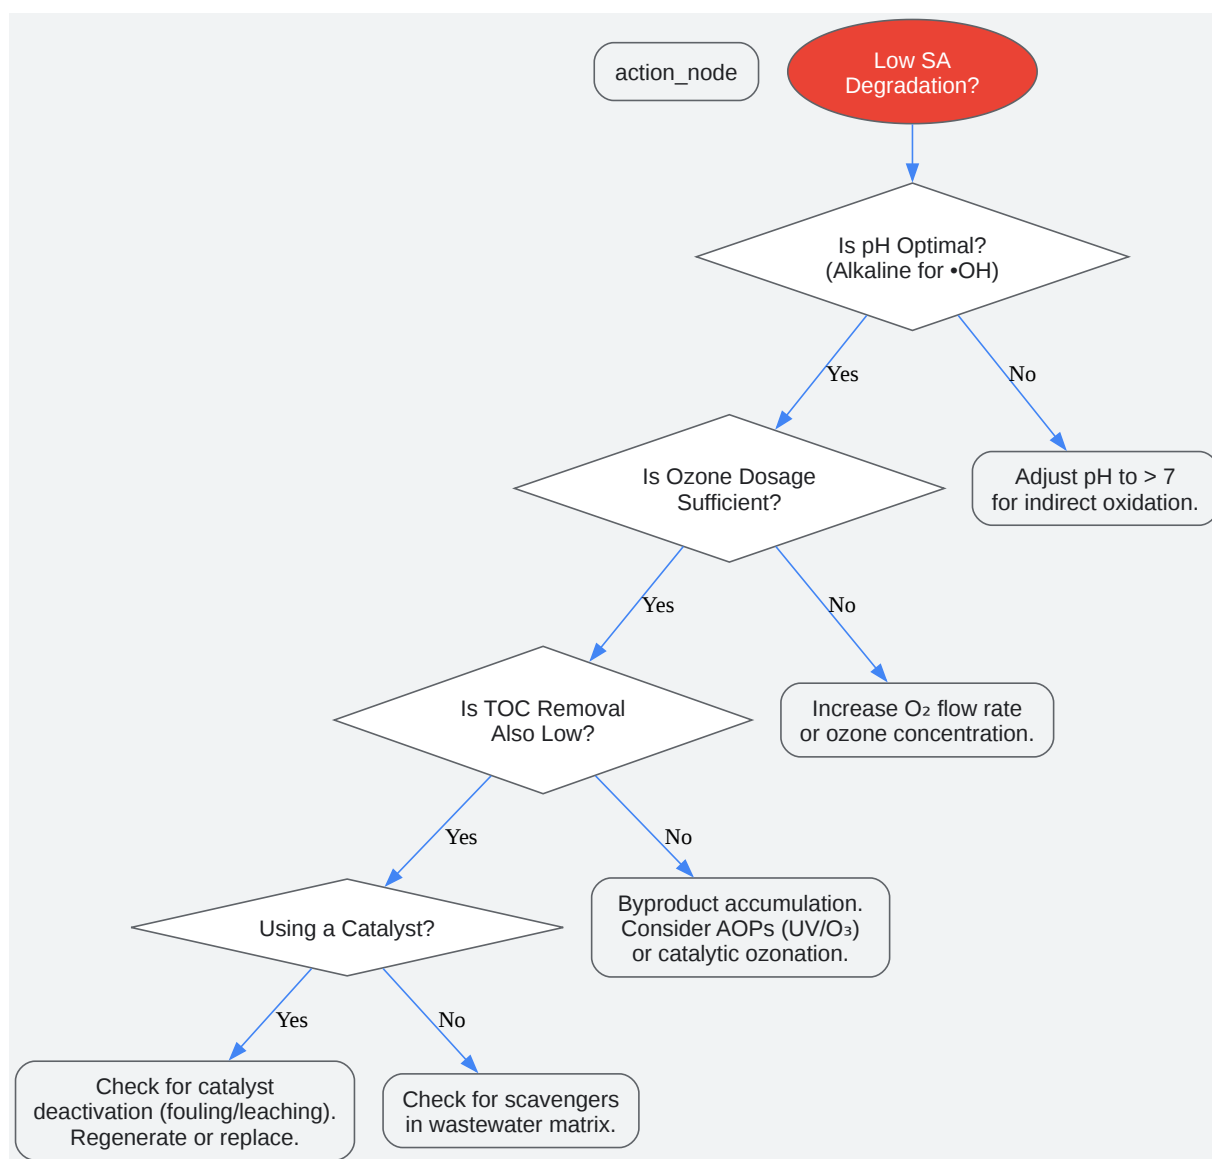 action_node
Low SA
Degradation?
Is pH Optimal?
(Alkaline for •OH)
Yes
No
Is Ozone Dosage
Sufficient?
Adjust pH to > 7
for indirect oxidation.
Yes
No
Is TOC Removal
Also Low?
Increase O₂ flow rate
or ozone concentration.
Yes
No
Using a Catalyst?
Byproduct accumulation.
Consider AOPs (UV/O₃)
or catalytic ozonation.
Yes
No
Check for catalyst
deactivation (fouling/leaching).
Regenerate or replace.
Check for scavengers
in wastewater matrix.